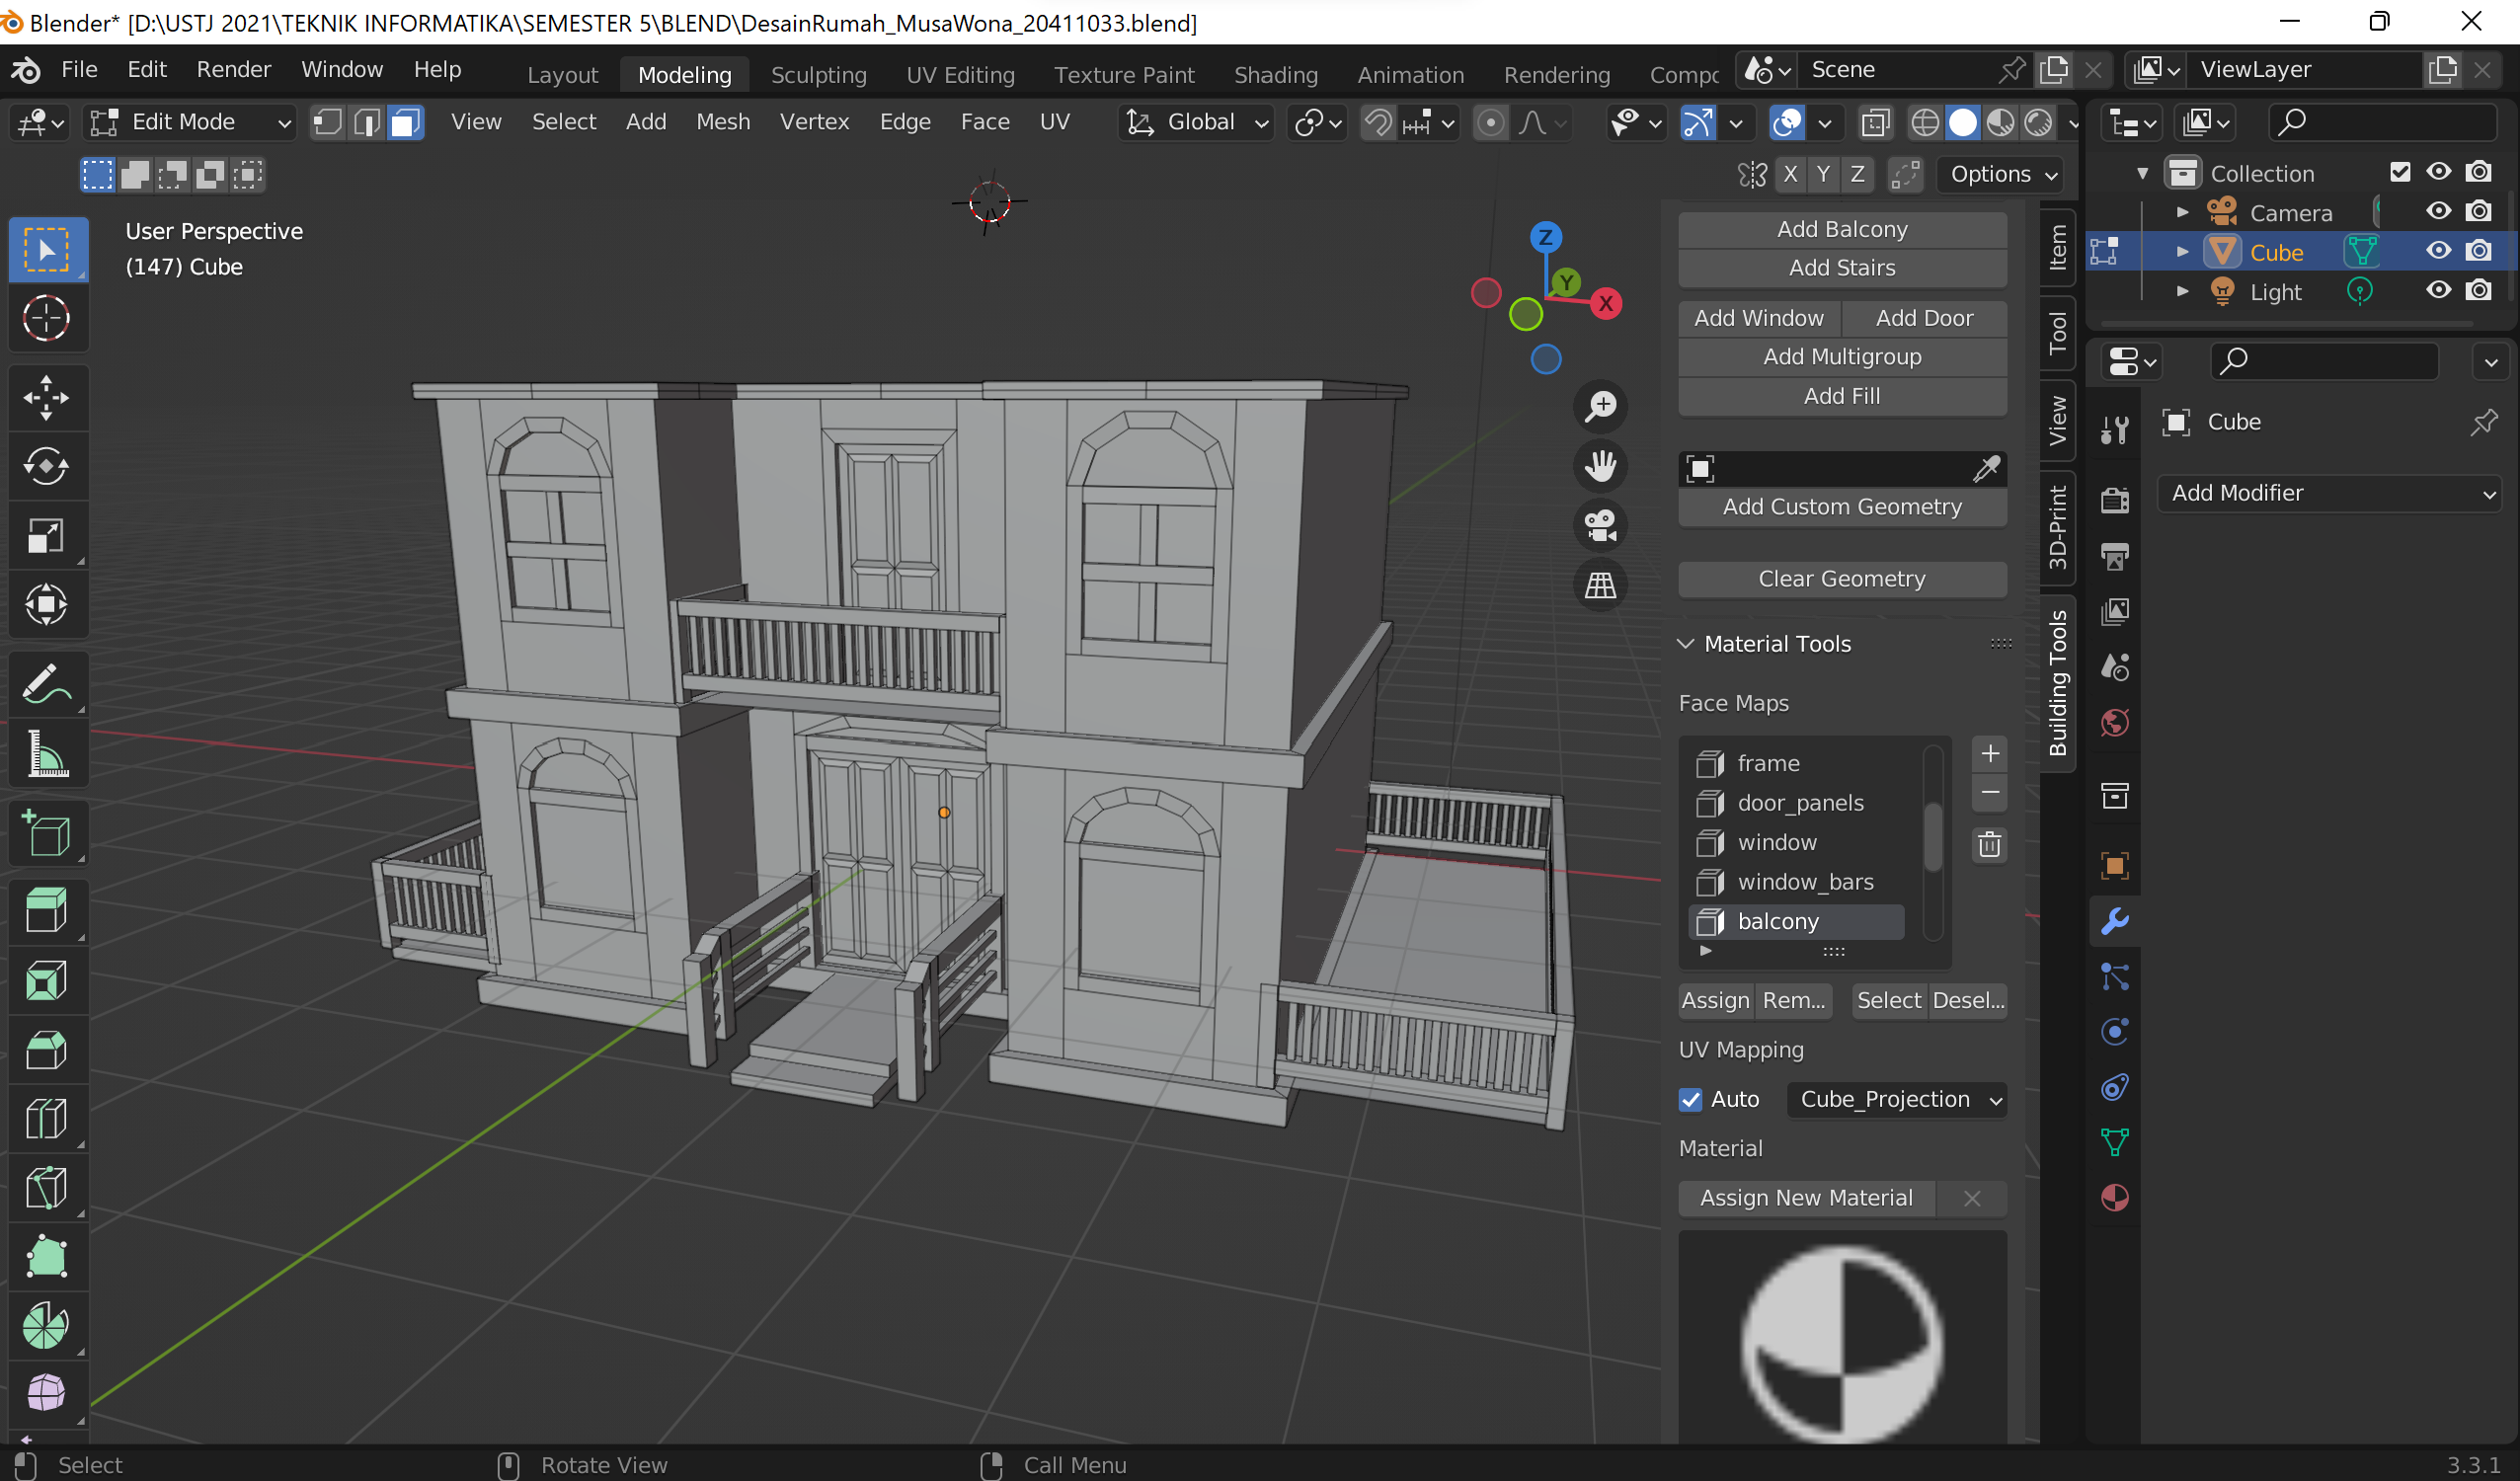 Blender* [D:\USTJ 2021\TEKNIK INFORMATIKA\SEMESTER 5\BLEND\DesainRumah_MusaWona_20411033.blend]
File Edit Render Window Help Layout Modeling Sculpting UV Editing Texture Paint Shading Animation Rendering Compo Scene ViewLayer
Edit Mode View Select Add Mesh Vertex Edge Face UV Global
X Y Z Options
User Perspective
(147) Cube
Z
Y
X
Add Balcony
Add Stairs
Add Window Add Door
Add Multigroup
Add Fill
Add Custom Geometry
Clear Geometry
Material Tools
Face Maps
frame
door_panels
window
window_bars
balcony
Assign Rem... Select Desel...
UV Mapping
Auto Cube_Projection
Material
Assign New Material
Item
Tool
View
3D-Print
Building Tools
Collection
Camera
Cube
Light
Cube
Add Modifier
Select Rotate View Call Menu 3.3.1